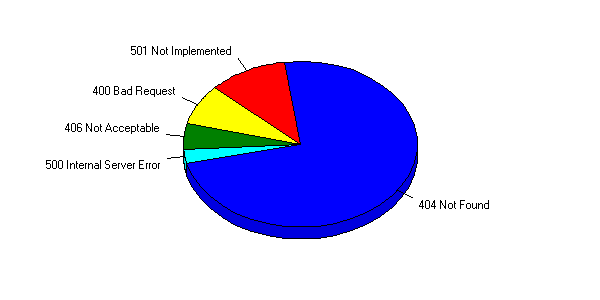 501 Not Implemented
400 Bad Request
406 Not Acceptable
500 Internal Server Error
404 Not Found